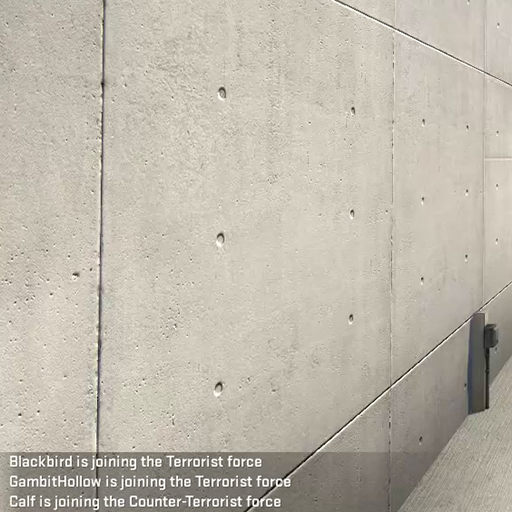 Blackbird is joining the Terrorist force
GambitHollow is joining the Terrorist force
Calf is joining the Counter-Terrorist force